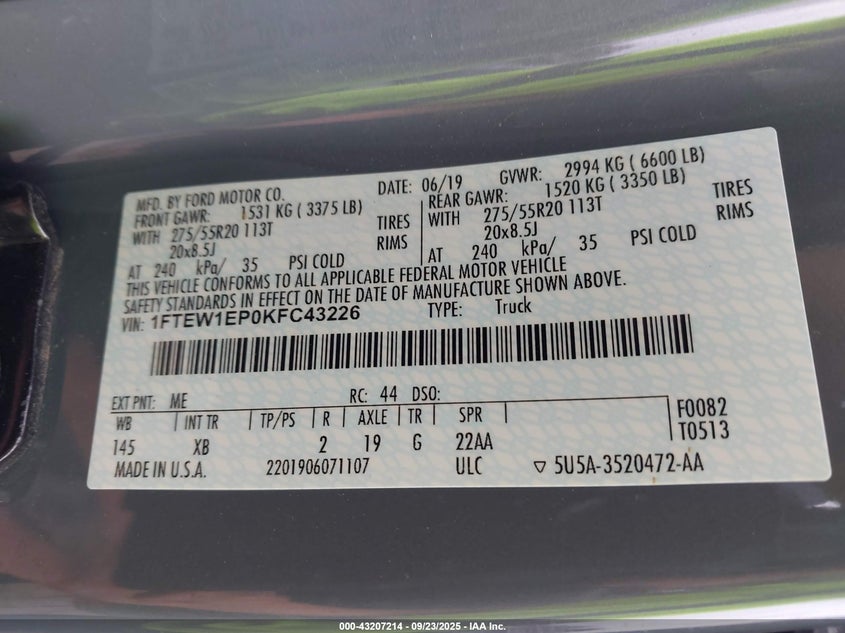 MFD. BY FORD MOTOR CO. DATE: 06/19 GVWR: 2994 KG ( 6600 LB)
FRONT GAWR: 1531 KG ( 3375 LB) REAR GAWR: 1520 KG ( 3350 LB)
WITH 275/55R20 113T TIRES WITH 275/55R20 113T TIRES
20x8.5J RIMS 20x8.5J RIMS
AT 240 kPa/ 35 PSI COLD AT 240 kPa/ 35 PSI COLD
THIS VEHICLE CONFORMS TO ALL APPLICABLE FEDERAL MOTOR VEHICLE
SAFETY STANDARDS IN EFFECT ON THE DATE OF MANUFACTURE SHOWN ABOVE.
VIN: 1FTEW1EP0KFC43226 TYPE: Truck
EXT PNT: ME RC: 44 DSO:
WB INT TR TP/PS R AXLE TR SPR F0082
145 XB 2 19 G 22AA T0513
MADE IN U.S.A. 2201906071107 ULC ▽ 5U5A-3520472-AA
000-43207214 - 09/23/2025 - IAA Inc.